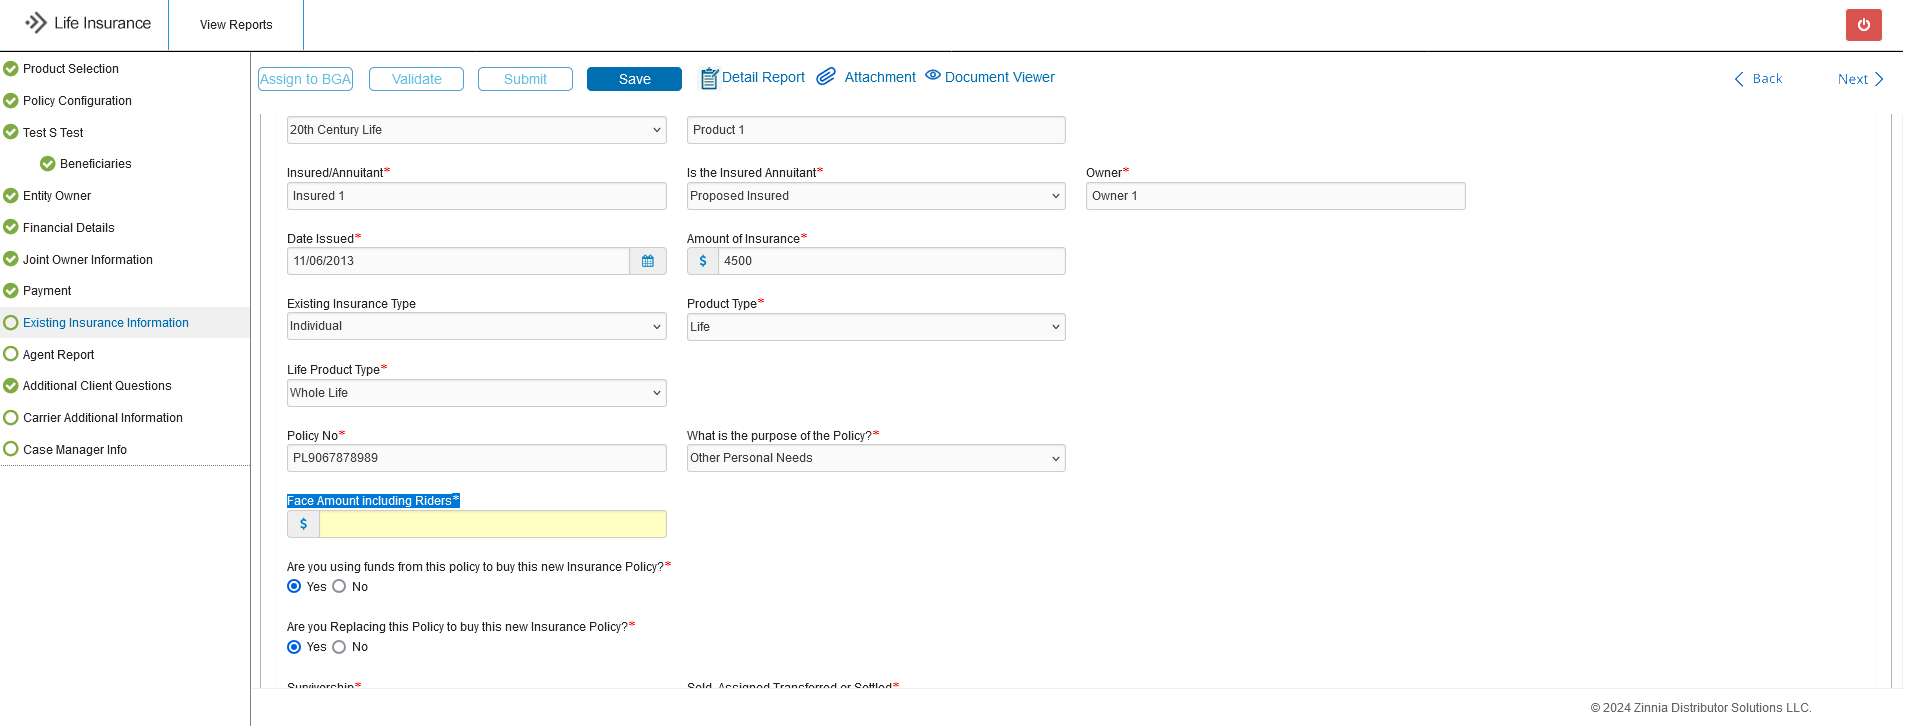 Life Insurance
View Reports
Product Selection
Policy Configuration
Test S Test
Beneficiaries
Entity Owner
Financial Details
Joint Owner Information
Payment
Existing Insurance Information
Agent Report
Additional Client Questions
Carrier Additional Information
Case Manager Info
Assign to BGA Validate Submit Save Detail Report Attachment Document Viewer Back Next
20th Century Life Product 1
Insured/Annuitant* Is the Insured Annuitant* Owner*
Insured 1 Proposed Insured Owner 1
Date Issued* Amount of Insurance*
11/06/2013 $ 4500
Existing Insurance Type Product Type*
Individual Life
Life Product Type*
Whole Life
Policy No* What is the purpose of the Policy?*
PL9067878989 Other Personal Needs
Face Amount including Riders*
$
Are you using funds from this policy to buy this new Insurance Policy?*
Yes No
Are you Replacing this Policy to buy this new Insurance Policy?*
Yes No
Survivorship* Sold, Assigned Transferred or Settled*
© 2024 Zinnia Distributor Solutions LLC.